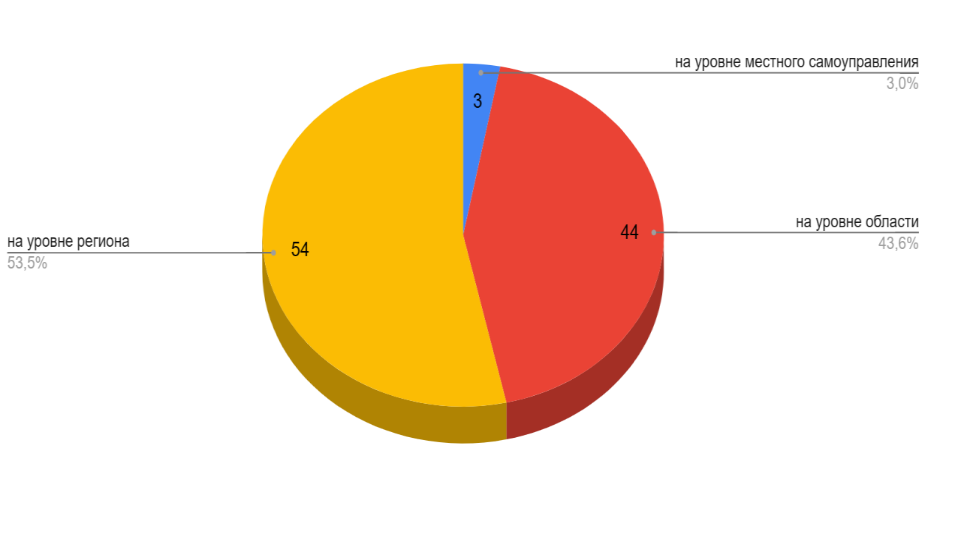 на уровне местного самоуправления
3,0%
3
на уровне области
43,6%
44
на уровне региона
53,5%
54